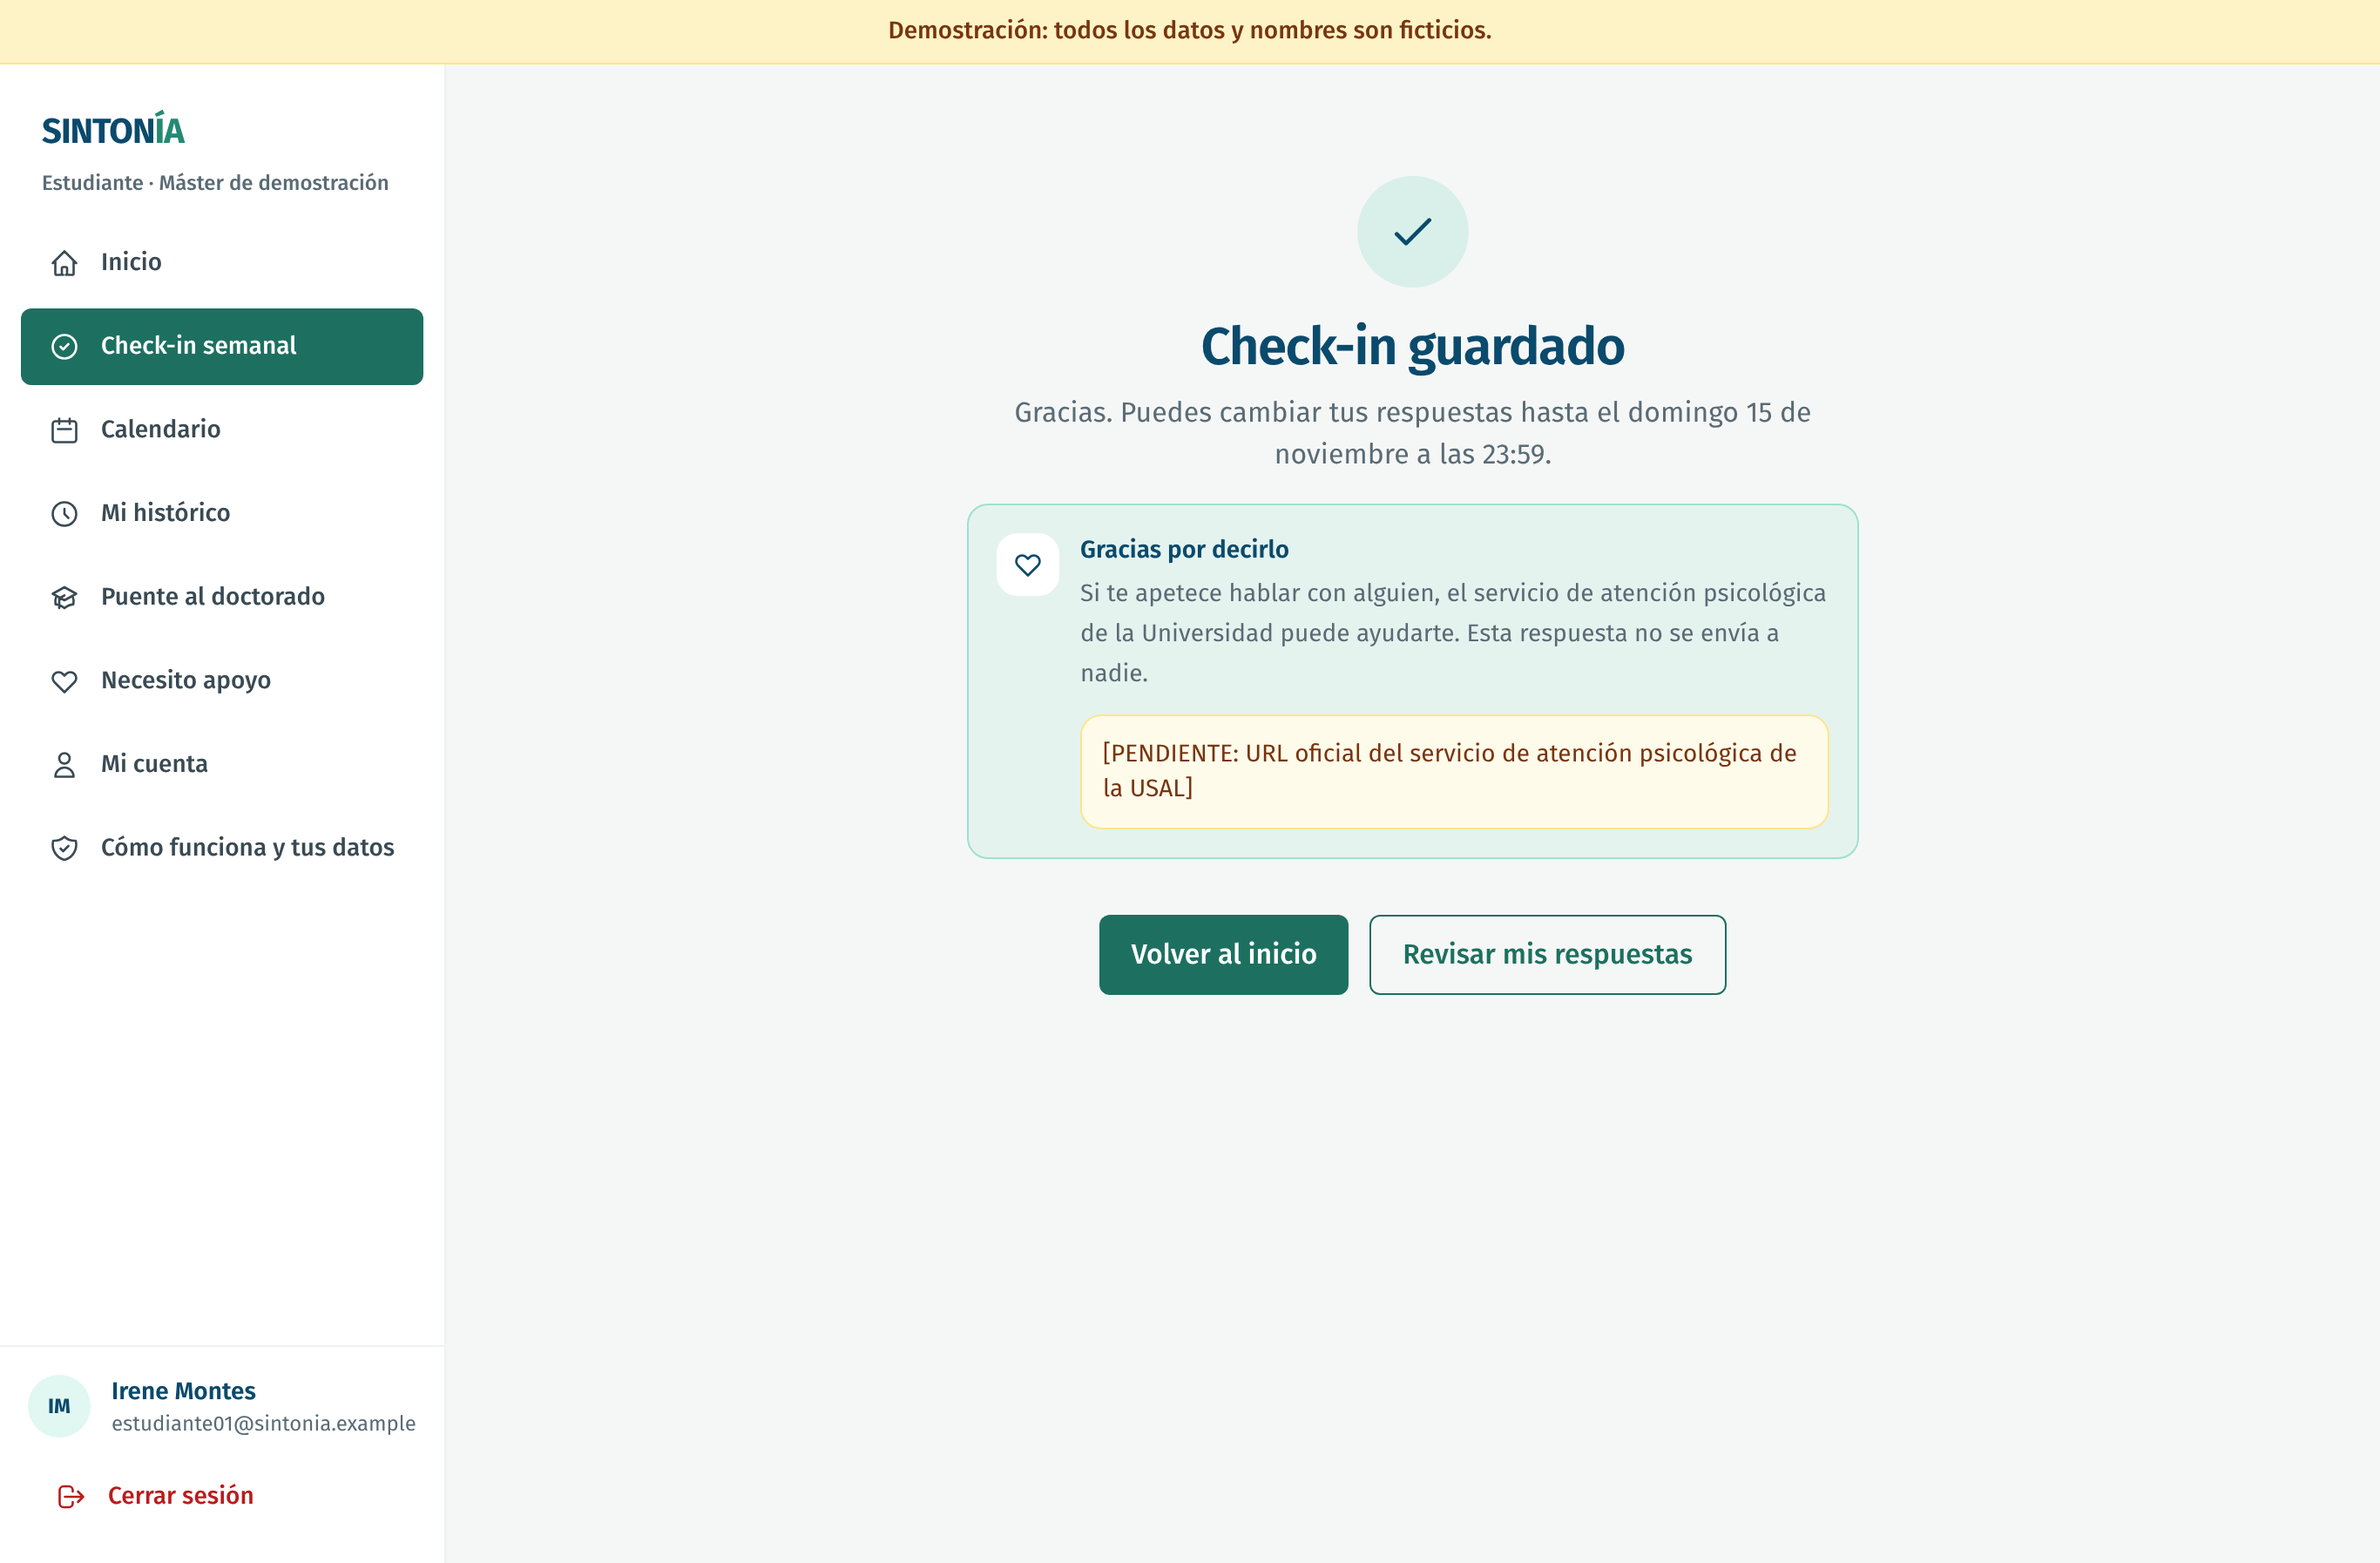 Demostración: todos los datos y nombres son ficticios.
SINTONÍA
Estudiante · Máster de demostración
Inicio
Check-in semanal
Calendario
Mi histórico
Puente al doctorado
Necesito apoyo
Mi cuenta
Cómo funciona y tus datos
Check-in guardado
Gracias. Puedes cambiar tus respuestas hasta el domingo 15 de
noviembre a las 23:59.
Gracias por decirlo
Si te apetece hablar con alguien, el servicio de atención psicológica
de la Universidad puede ayudarte. Esta respuesta no se envía a
nadie.
[PENDIENTE: URL oficial del servicio de atención psicológica de
la USAL]
Volver al inicio
Revisar mis respuestas
IM
Irene Montes
estudiante01@sintonia.example
Cerrar sesión